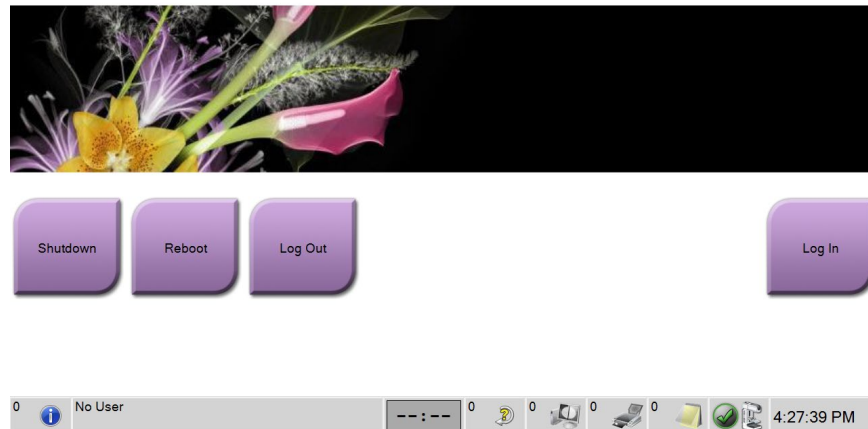 Shutdown
Reboot
Log Out
Log In
0
No User
--:--
0
0
0
0
4:27:39 PM